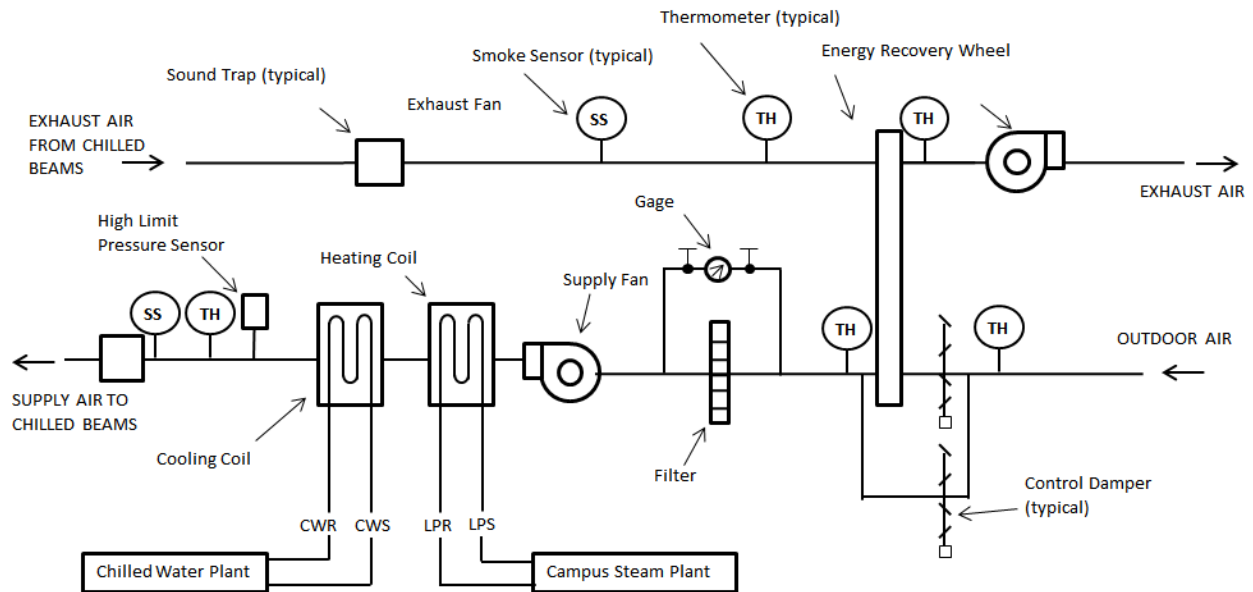 Thermometer (typical)
Smoke Sensor (typical)
Energy Recovery Wheel
Sound Trap (typical)
Exhaust Fan
EXHAUST AIR
FROM CHILLED
BEAMS
SS
TH
TH
EXHAUST AIR
High Limit
Pressure Sensor
Heating Coil
Gage
Supply Fan
SS
TH
TH
TH
OUTDOOR AIR
SUPPLY AIR TO
CHILLED BEAMS
Cooling Coil
Filter
Control Damper
(typical)
CWR
CWS
LPR
LPS
Chilled Water Plant
Campus Steam Plant